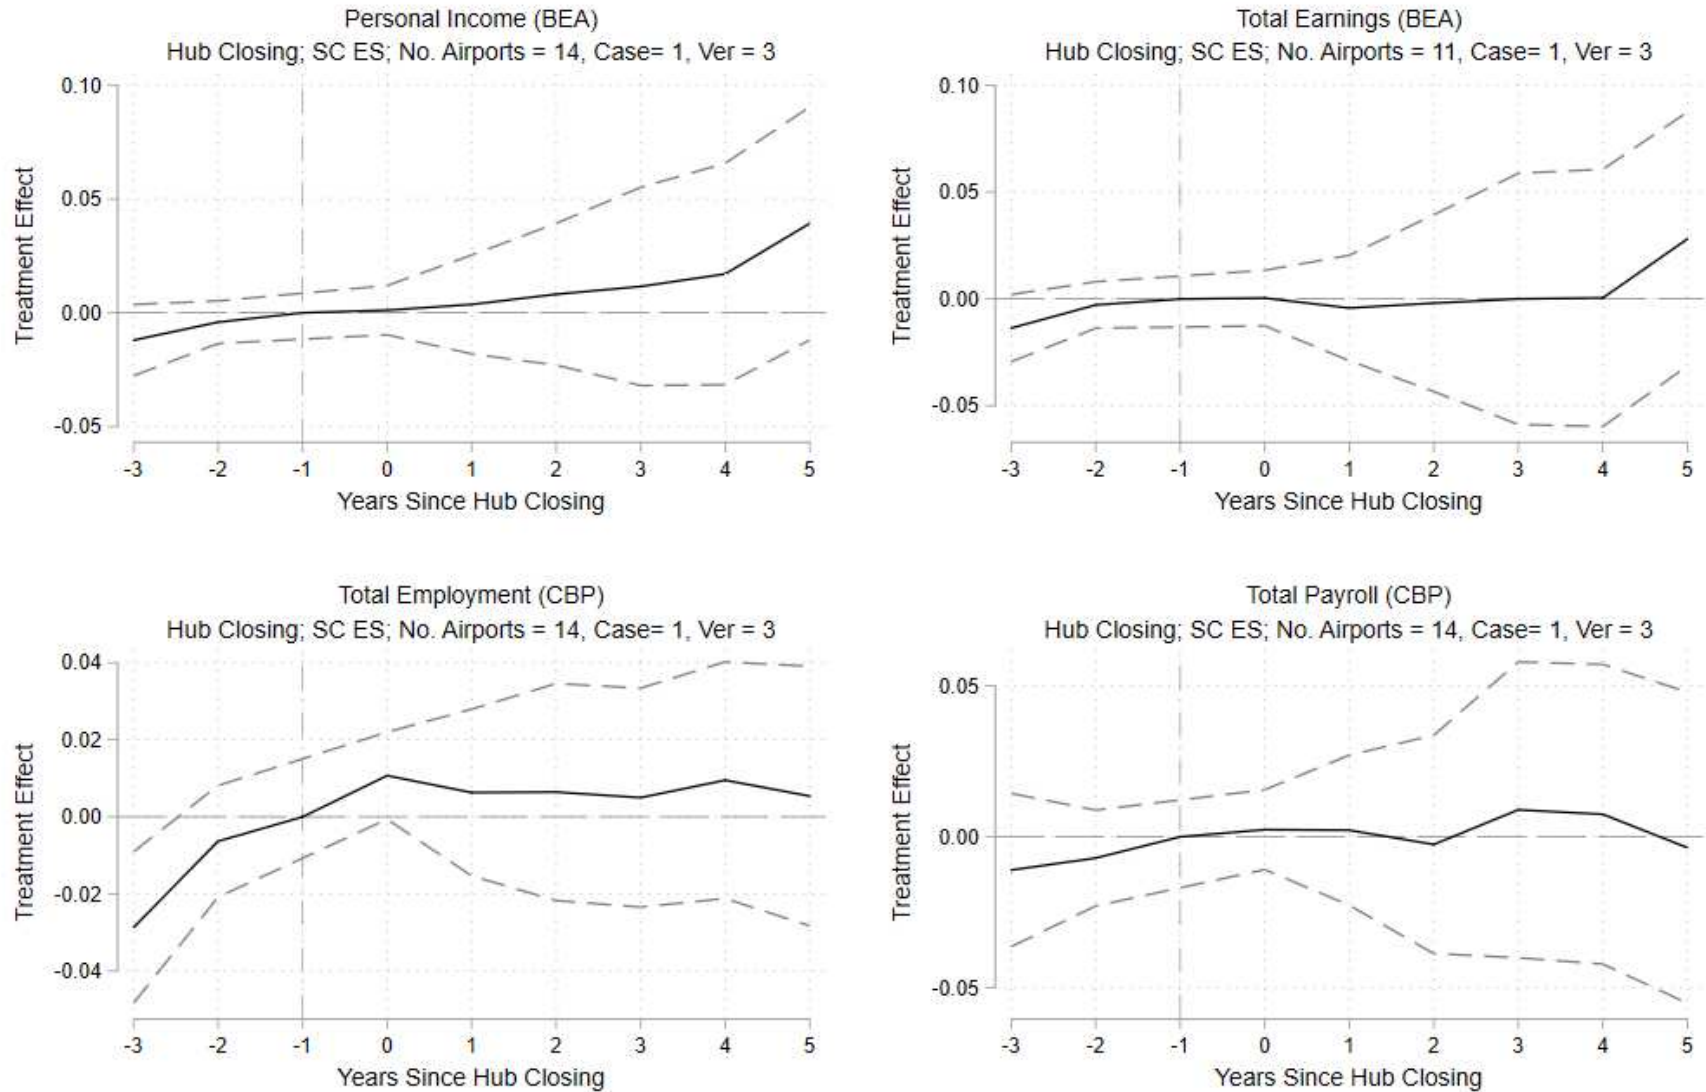 Personal Income (BEA)
Hub Closing; SC ES; No. Airports = 14, Case= 1, Ver = 3
Treatment Effect
0.10
0.05
0.00
-0.05
-3 -2 -1 0 1 2 3 4 5
Years Since Hub Closing
Total Earnings (BEA)
Hub Closing; SC ES; No. Airports = 11, Case= 1, Ver = 3
Treatment Effect
0.10
0.05
0.00
-0.05
-3 -2 -1 0 1 2 3 4 5
Years Since Hub Closing
Total Employment (CBP)
Hub Closing; SC ES; No. Airports = 14, Case= 1, Ver = 3
Treatment Effect
0.04
0.02
0.00
-0.02
-0.04
-3 -2 -1 0 1 2 3 4 5
Years Since Hub Closing
Total Payroll (CBP)
Hub Closing; SC ES; No. Airports = 14, Case= 1, Ver = 3
Treatment Effect
0.05
0.00
-0.05
-3 -2 -1 0 1 2 3 4 5
Years Since Hub Closing